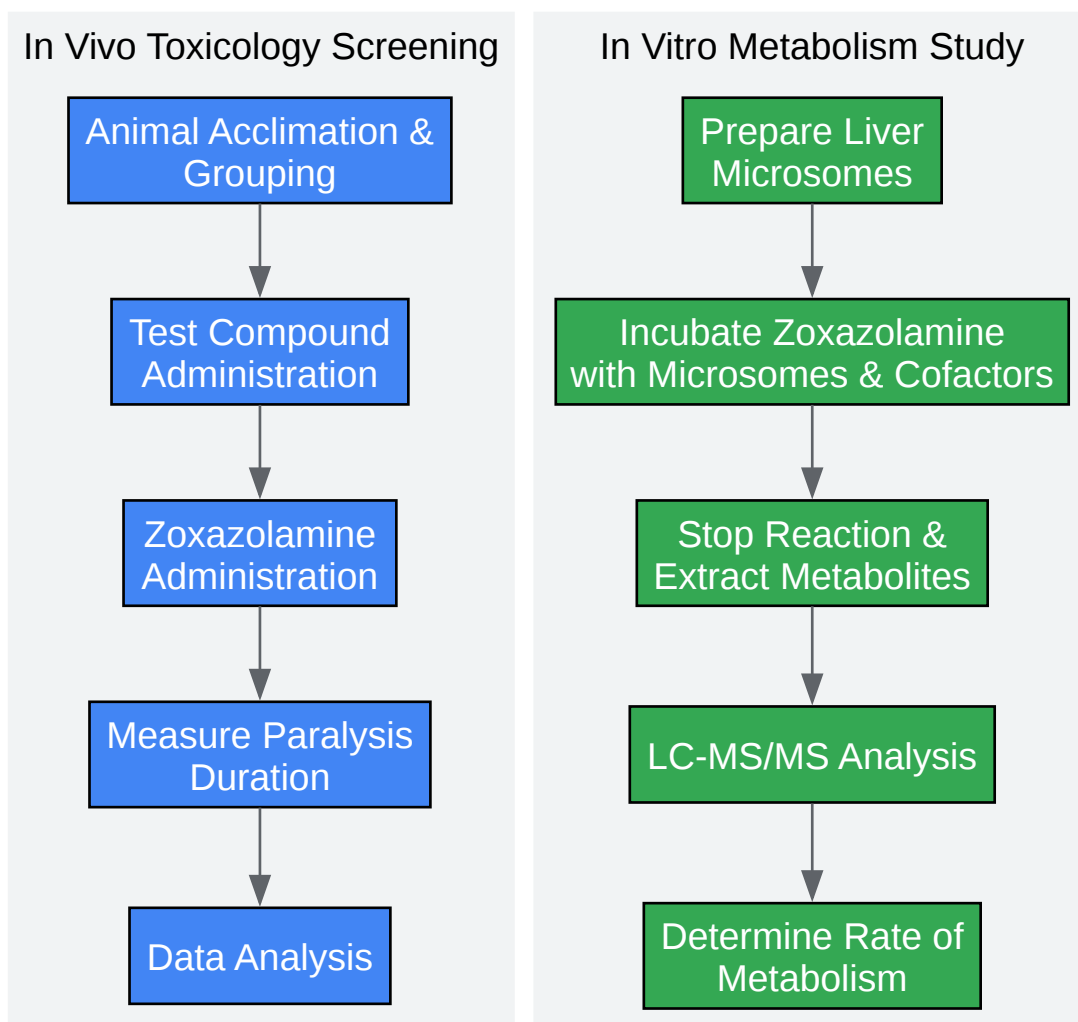 In Vivo Toxicology Screening
Animal Acclimation &
Grouping
Test Compound
Administration
Zoxazolamine
Administration
Measure Paralysis
Duration
Data Analysis
In Vitro Metabolism Study
Prepare Liver
Microsomes
Incubate Zoxazolamine
with Microsomes & Cofactors
Stop Reaction &
Extract Metabolites
LC-MS/MS Analysis
Determine Rate of
Metabolism